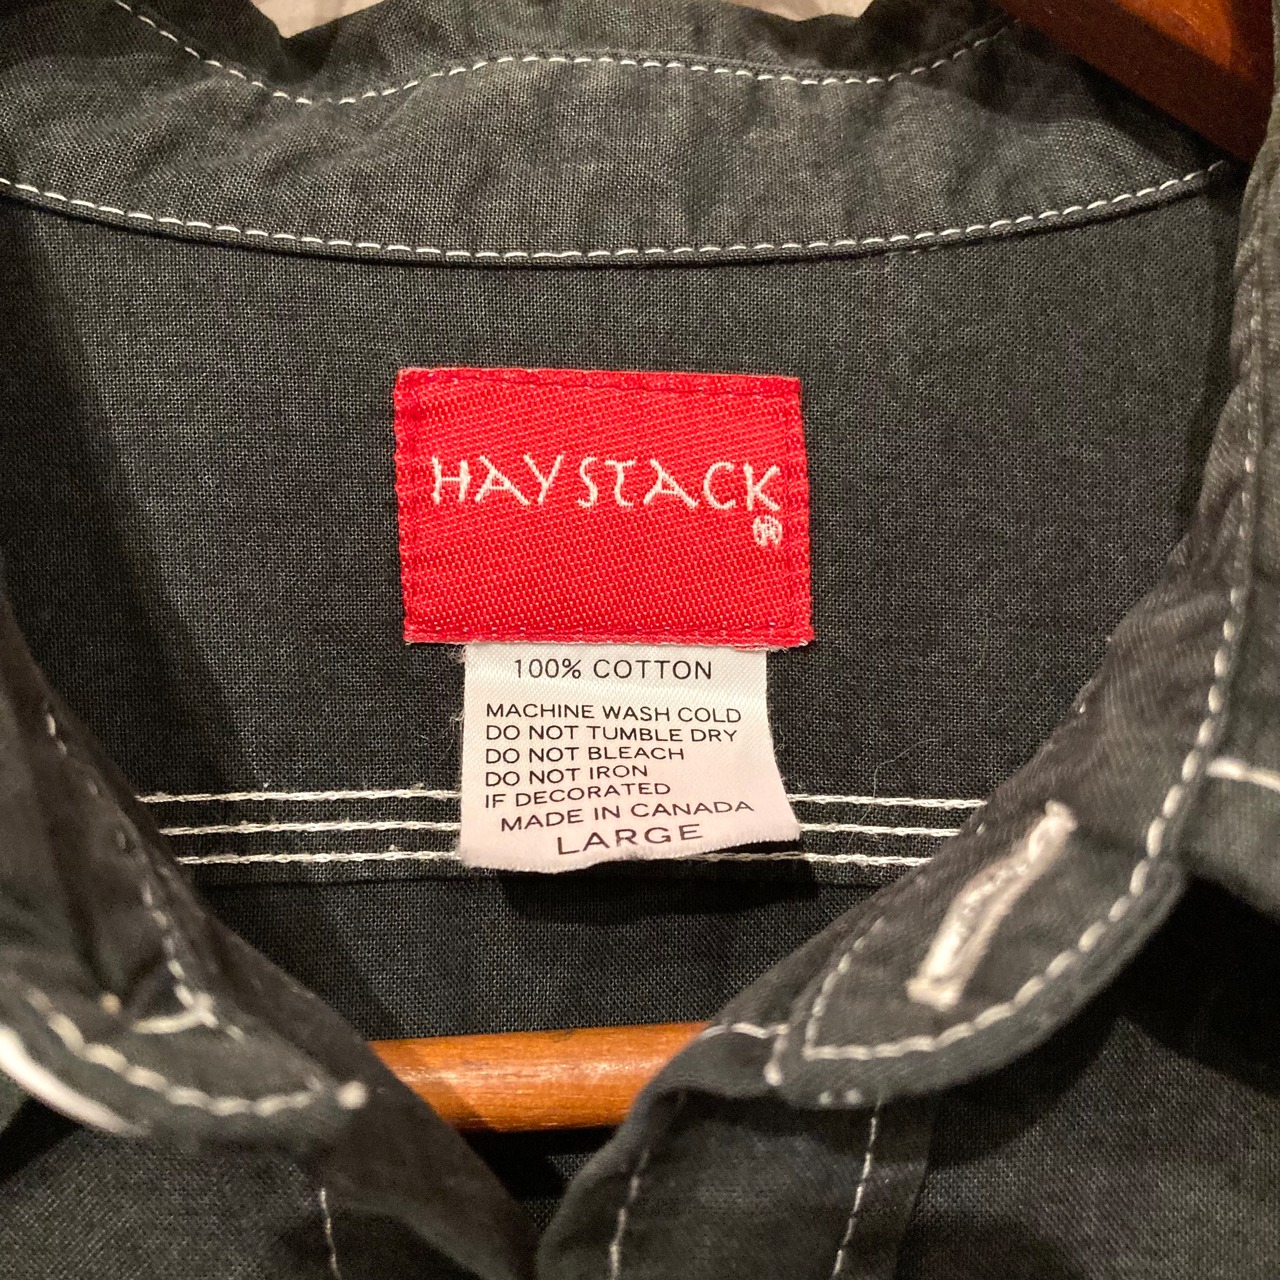 HAYSTACK
®
100% COTTON
MACHINE WASH COLD
DO NOT TUMBLE DRY
DO NOT BLEACH
DO NOT IRON
IF DECORATED
MADE IN CANADA
LARGE